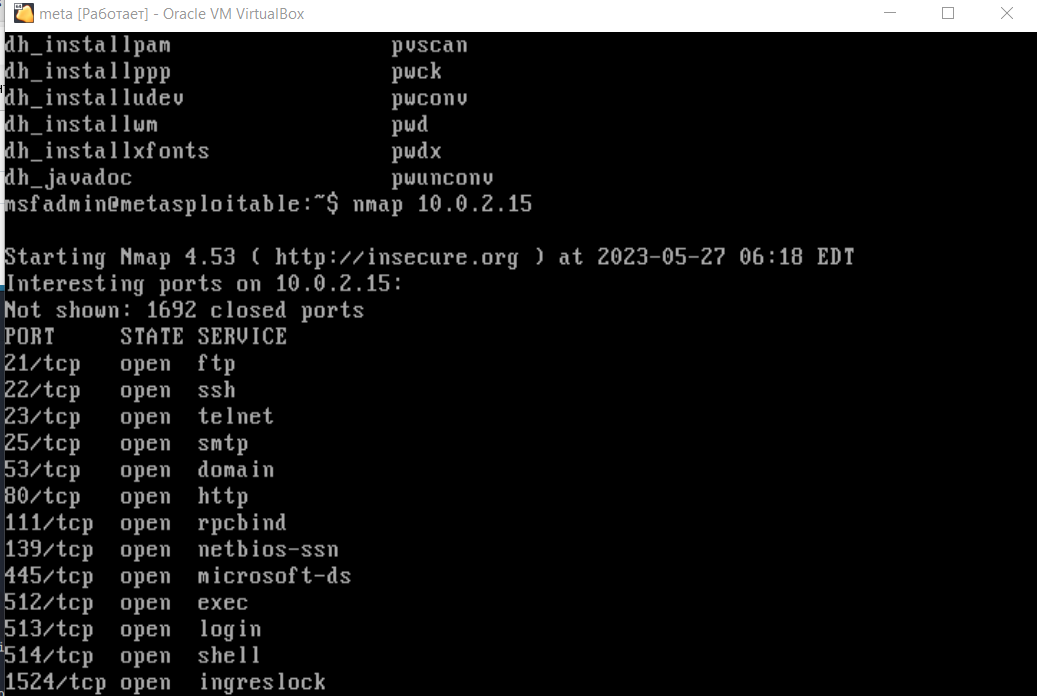 meta [Работает] - Oracle VM VirtualBox
dh_installpam pvscan
dh_installppp pwck
dh_installudev pwconv
dh_installwm pwd
dh_installxfonts pwdx
dh_javadoc pwunconv
msfadmin@metasploitable:~$ nmap 10.0.2.15
Starting Nmap 4.53 ( http://insecure.org ) at 2023-05-27 06:18 EDT
Interesting ports on 10.0.2.15:
Not shown: 1692 closed ports
PORT STATE SERVICE
21/tcp open ftp
22/tcp open ssh
23/tcp open telnet
25/tcp open smtp
53/tcp open domain
80/tcp open http
111/tcp open rpcbind
139/tcp open netbios-ssn
445/tcp open microsoft-ds
512/tcp open exec
513/tcp open login
514/tcp open shell
1524/tcp open ingreslock